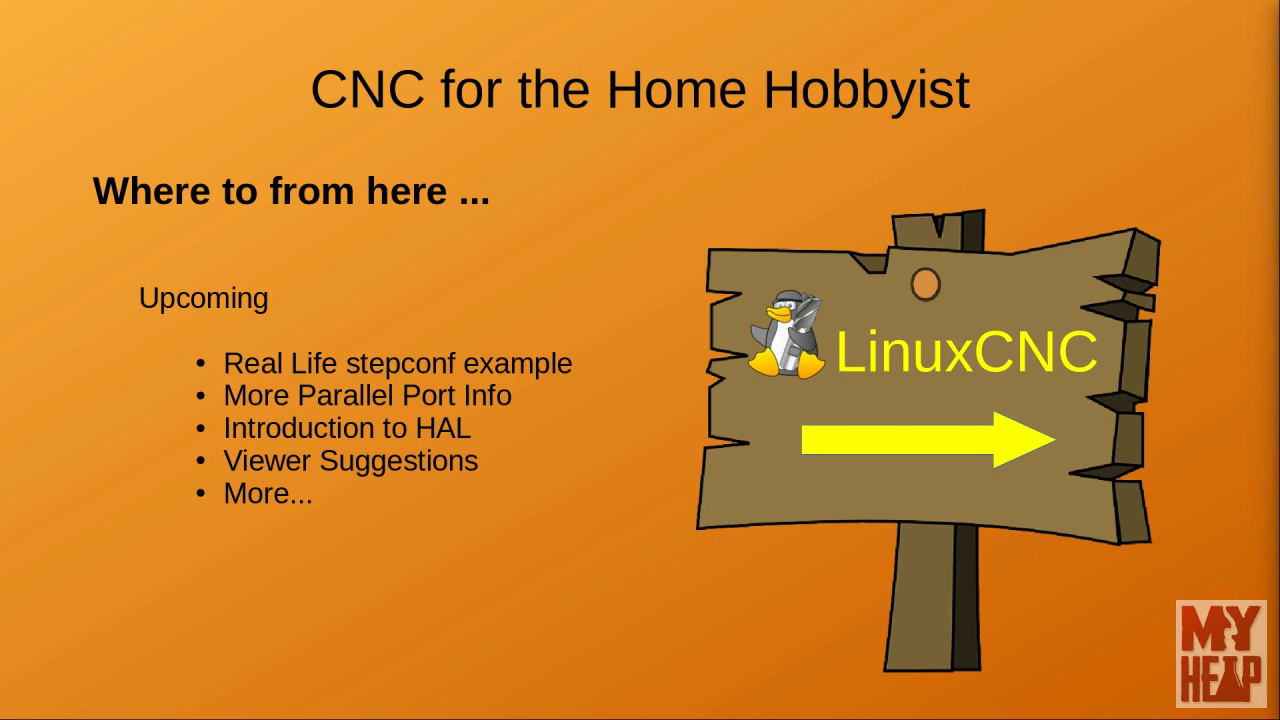 CNC for the Home Hobbyist
Where to from here ...
Upcoming
• Real Life stepconf example
• More Parallel Port Info
• Introduction to HAL
• Viewer Suggestions
• More...
LinuxCNC
MY
HEAP